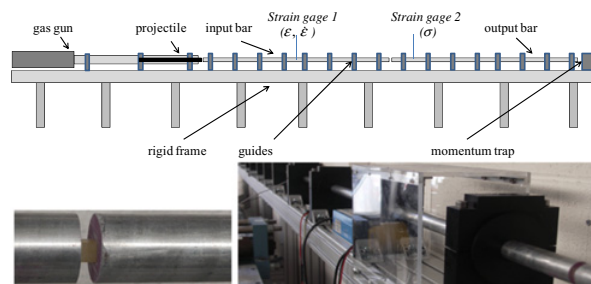 gas gun
projectile
input bar
Strain gage 1
(ε, ε̇ )
Strain gage 2
(σ)
output bar
rigid frame
guides
momentum trap